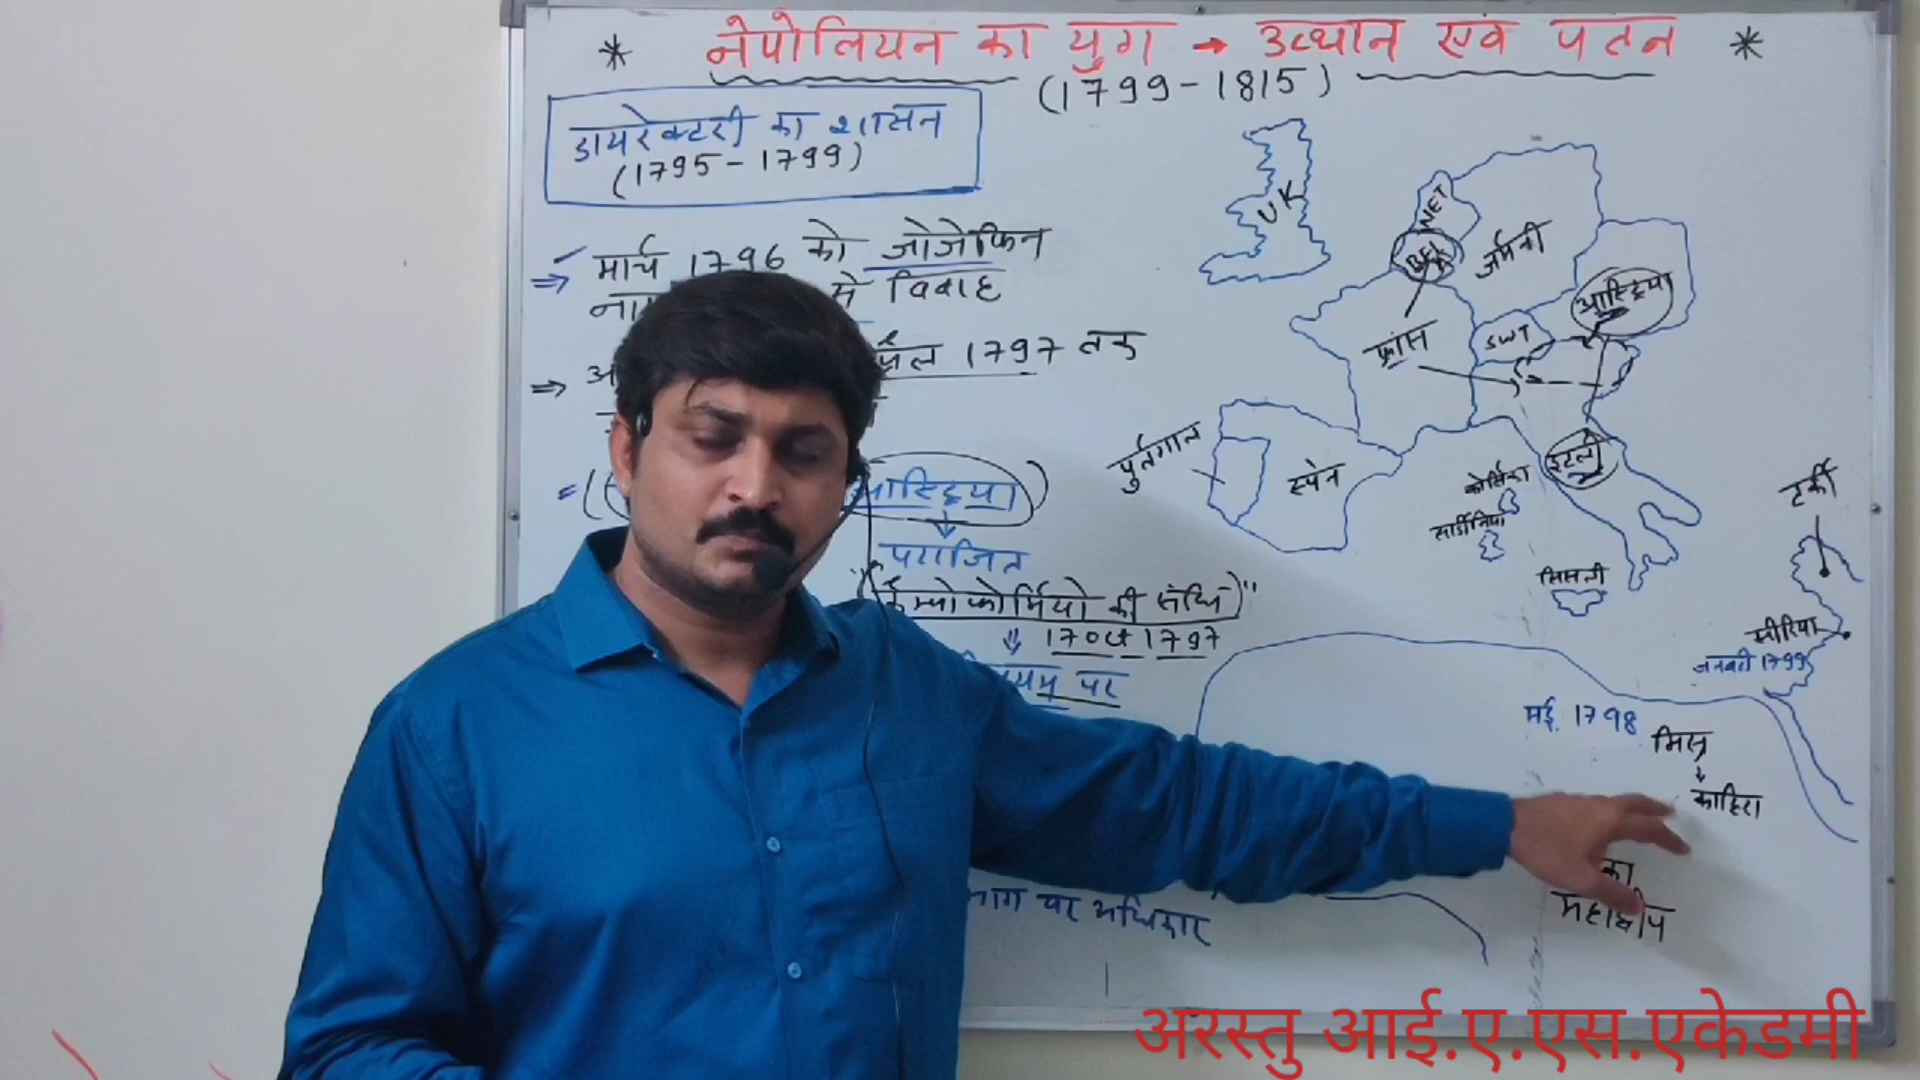 * नेपोलियन का युग → उत्थान एवं पतन *
(1799-1815)
डायरेक्टरी का शासन
(1795-1799)
⇒ मार्च 1796 को जोजेफिन
से विवाह
⇒ 1797 तक
पराजित
की संधि)"
1797
पर
भाग पर अधिकार
UK
NET
BEL
जर्मनी
आस्ट्रिया
फ्रांस
SWT
पुर्तगाल
स्पेन
इटली
कोर्सिका
सार्डीनिया
सिसली
टर्की
सीरिया
जनवरी 1799
मई. 1798
मिस्र
↓
काहिरा
का
महाद्वीप
अरस्तु आई.ए.एस.एकेडमी